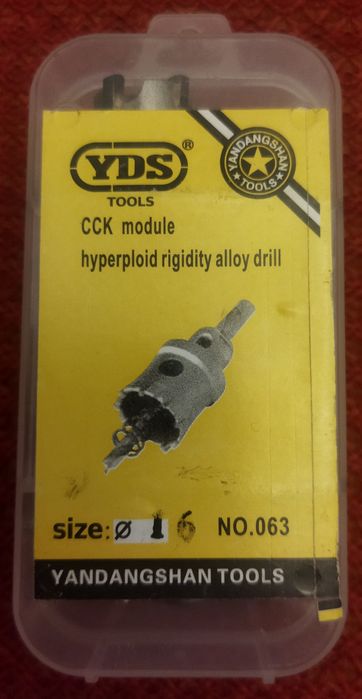 YDS ®
TOOLS
YANDANGSHAN
TOOLS
CCK module
hyperploid rigidity alloy drill
size: Ø 16 NO.063
YANDANGSHAN TOOLS